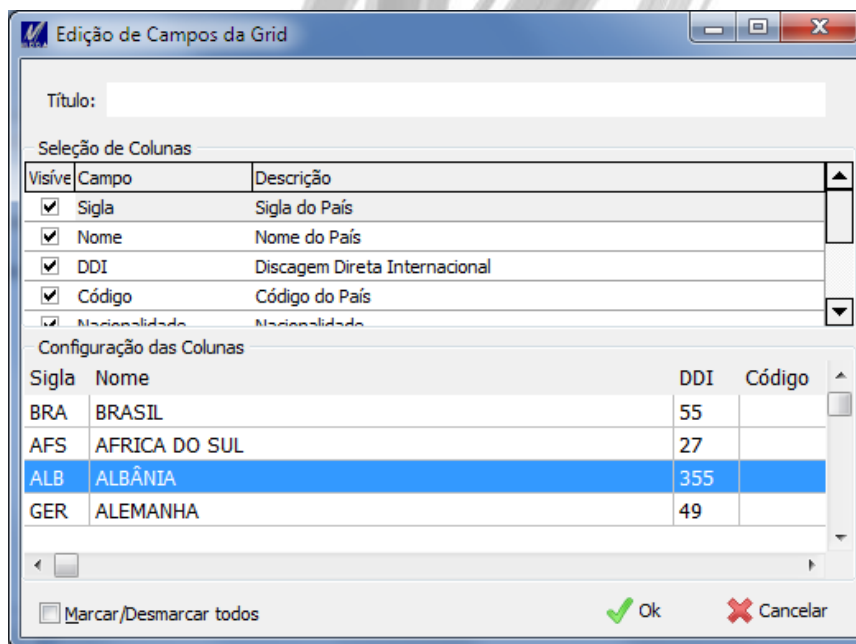 Edição de Campos da Grid
Título:
Seleção de Colunas
Visíve Campo Descrição
Sigla Sigla do País
Nome Nome do País
DDI Discagem Direta Internacional
Código Código do País
Nacionalidade Nacionalidade
Configuração das Colunas
Sigla Nome DDI Código
BRA BRASIL 55
AFS AFRICA DO SUL 27
ALB ALBÂNIA 355
GER ALEMANHA 49
Marcar/Desmarcar todos Ok Cancelar